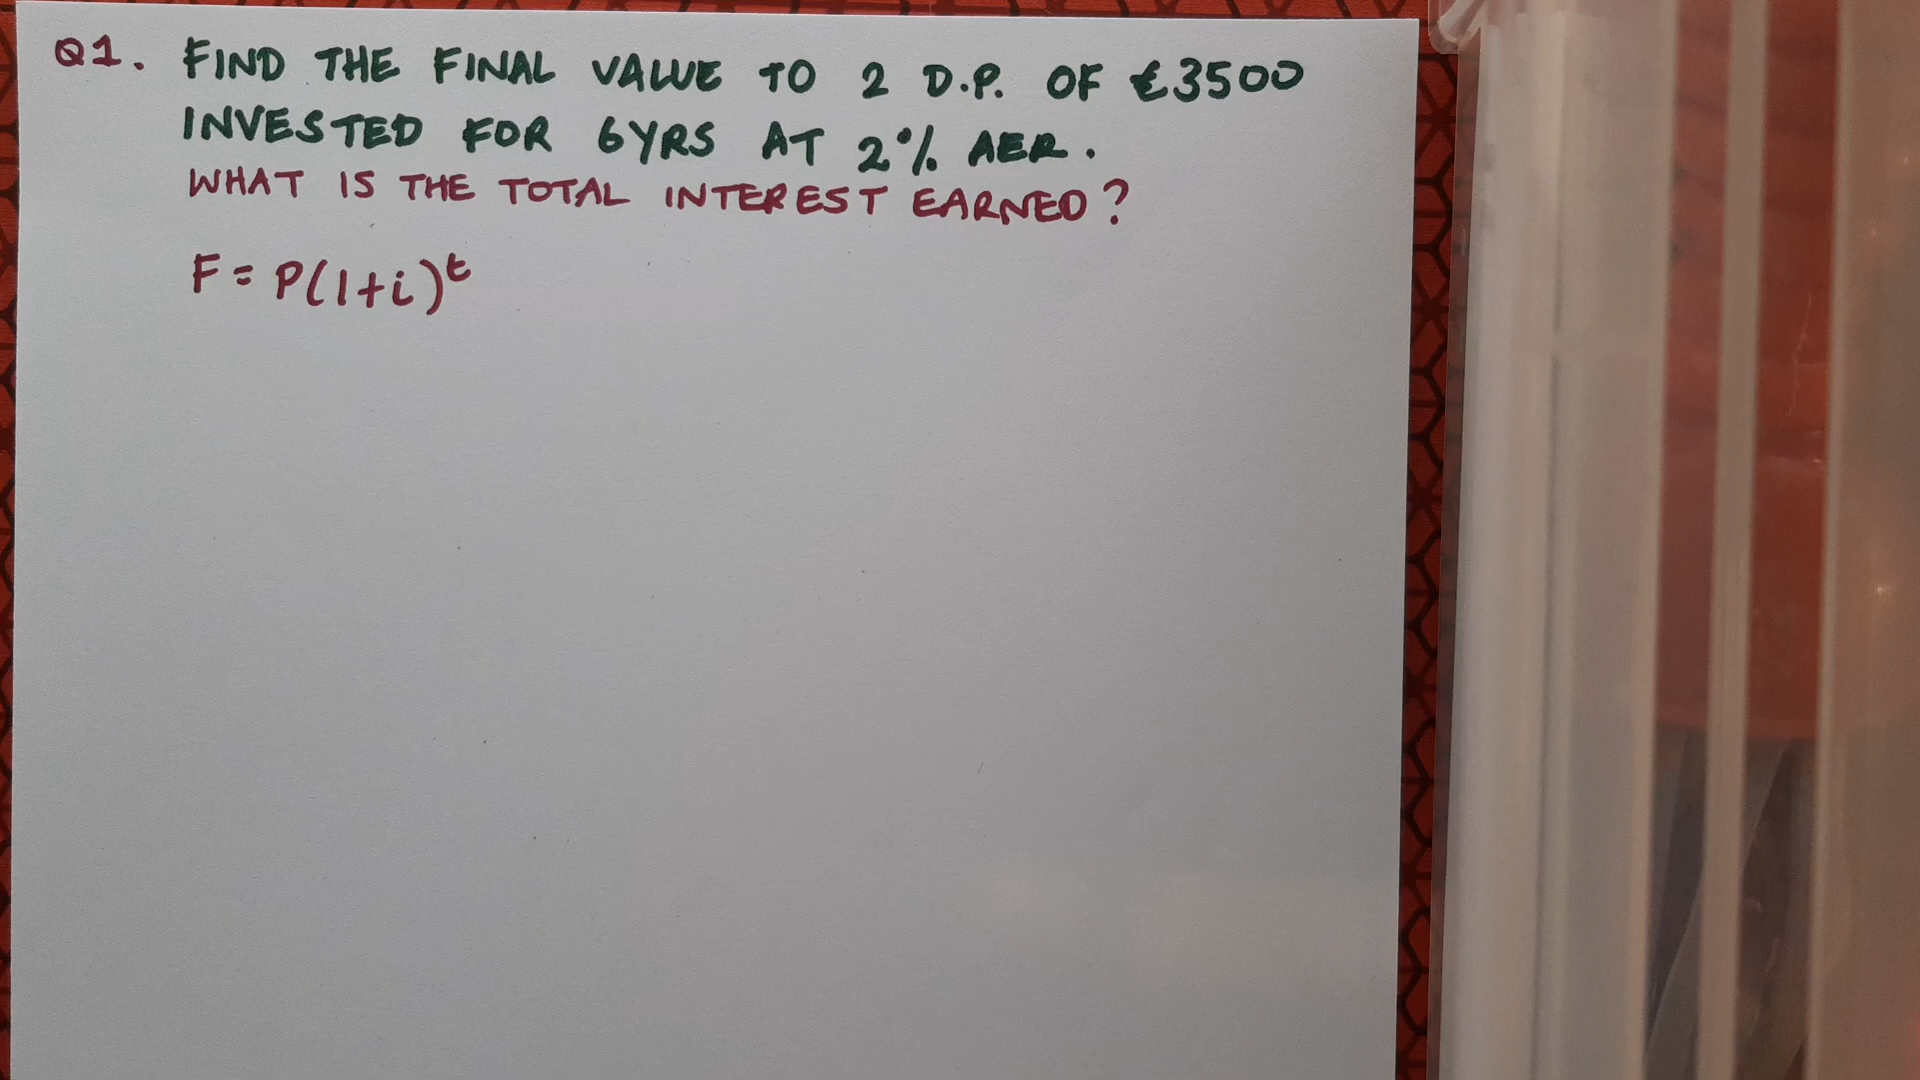 Q1. FIND THE FINAL VALUE TO 2 D.P. OF €3500
INVESTED FOR 6YRS AT 2% AER.
WHAT IS THE TOTAL INTEREST EARNED?
F = P(1+i)^t